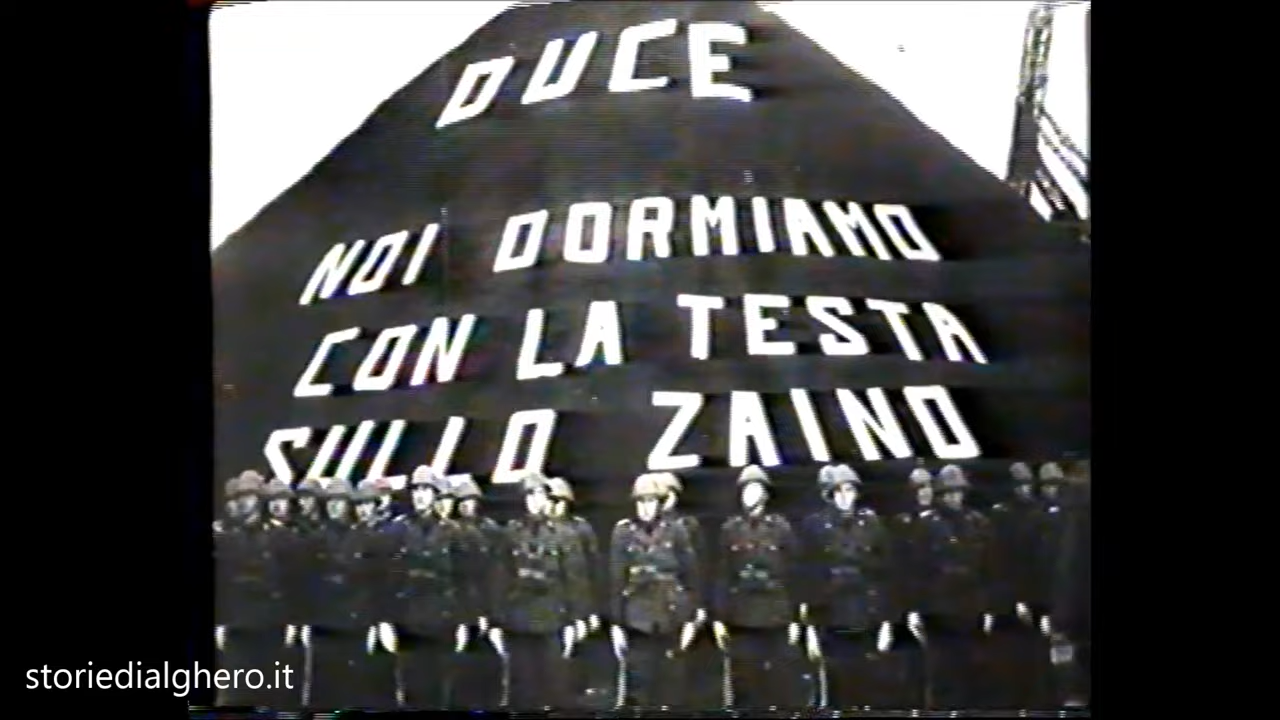 DUCE
NOI DORMIAMO
CON LA TESTA
SULLO ZAINO
storiedialghero.it